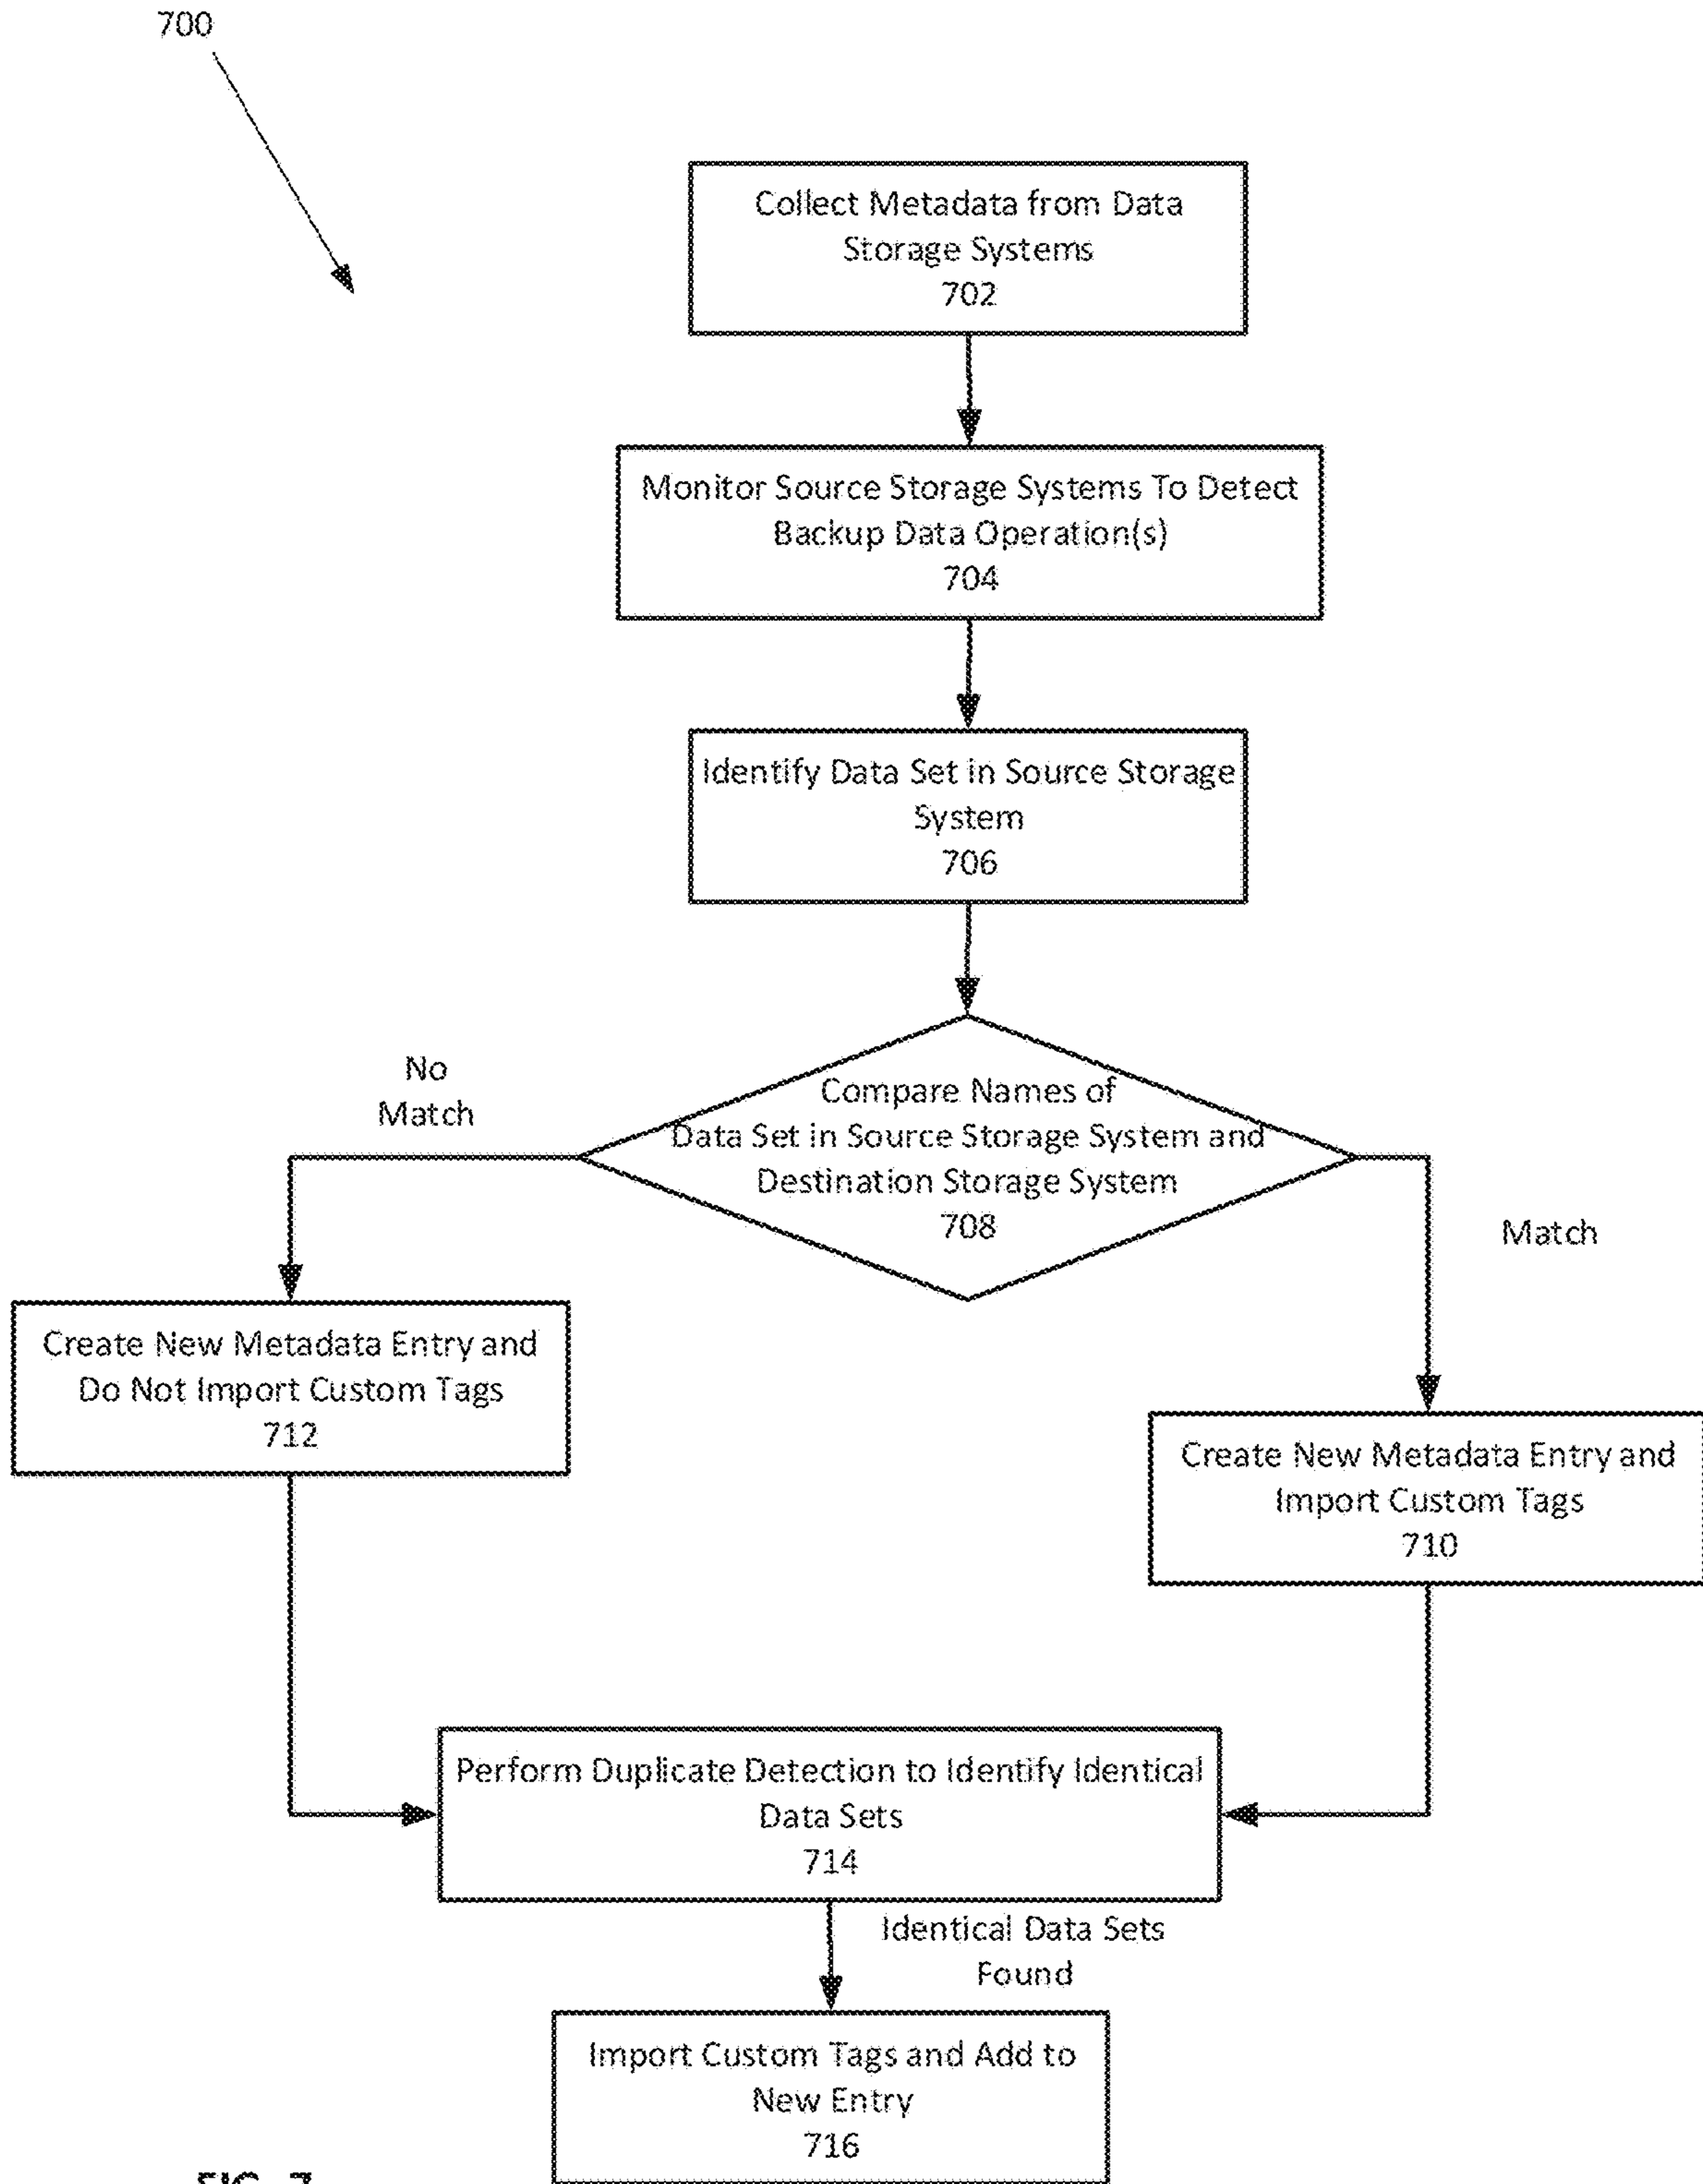 700
Collect Metadata from Data
Storage Systems
702
Monitor Source Storage Systems To Detect
Backup Data Operation(s)
704
Identify Data Set in Source Storage
System
706
Compare Names of
Data Set in Source Storage System and
Destination Storage System
708
No
Match
Match
Create New Metadata Entry and
Do Not Import Custom Tags
712
Create New Metadata Entry and
Import Custom Tags
710
Perform Duplicate Detection to Identify Identical
Data Sets
714
Identical Data Sets
Found
Import Custom Tags and Add to
New Entry
716
FIG. 7